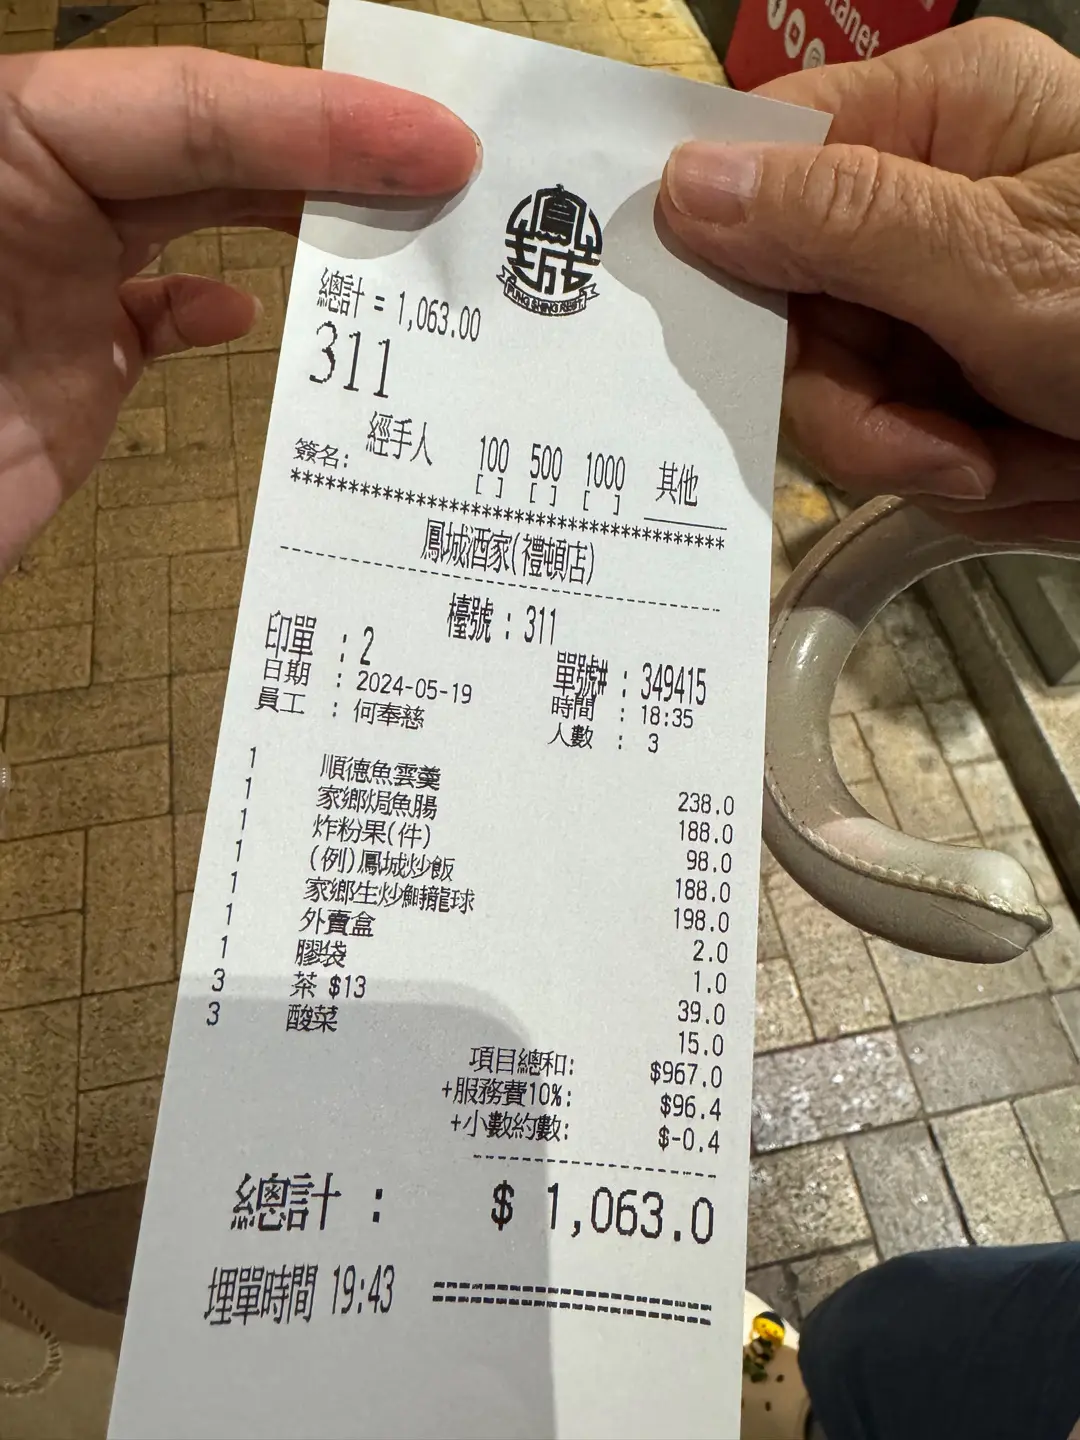 tanet
鳳城
FUNG SHING REST.
總計 = 1,063.00
311
經手人 100 500 1000 其他
簽名: [ ] [ ] [ ]
****************************************
鳳城酒家(禮頓店)
檯號 : 311
印單 : 2 單號# : 349415
日期 : 2024-05-19 時間 : 18:35
員工 : 何奉慈 人數 : 3
1 順德魚雲羹 238.0
1 家鄉焗魚腸 188.0
1 炸粉果(件) 98.0
1 (例)鳳城炒飯 188.0
1 家鄉生炒鯪龍球 198.0
1 外賣盒 2.0
1 膠袋 1.0
3 茶 $13 39.0
3 酸菜 15.0
項目總和: $967.0
+服務費10%: $96.4
+小數約數: $-0.4
總計 : $ 1,063.0
埋單時間 19:43